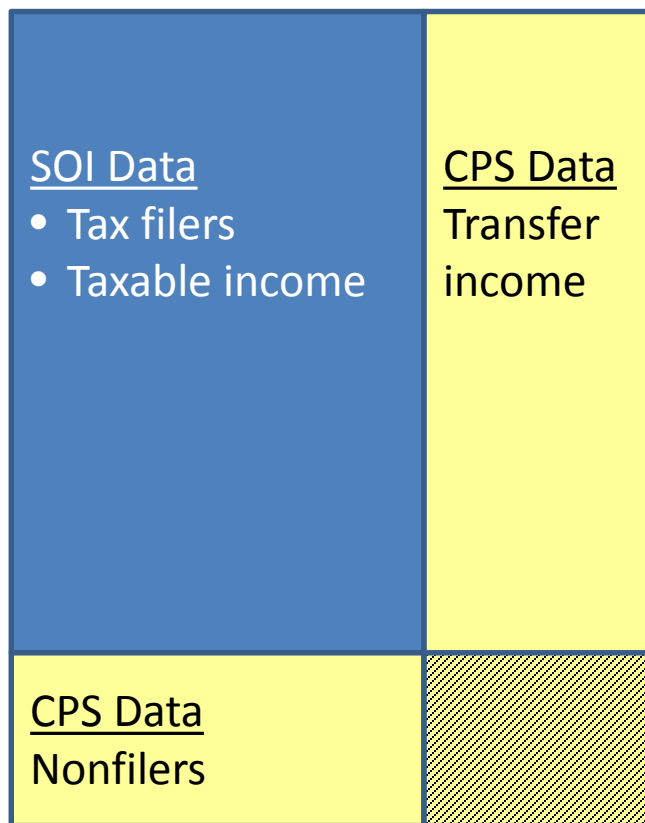 SOI Data
• Tax filers
• Taxable income
CPS Data
Transfer
income
CPS Data
Nonfilers